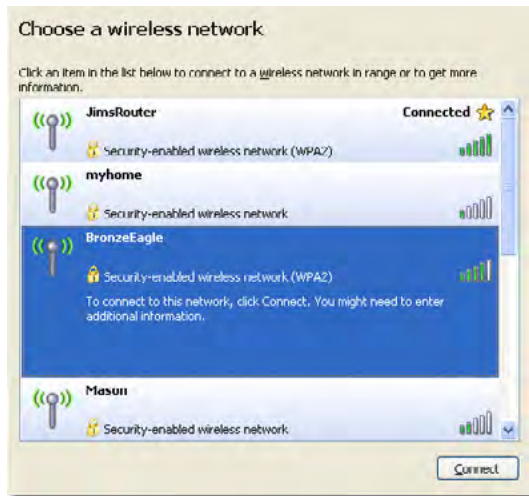 Choose a wireless network
Click an item in the list below to connect to a wireless network in range or to get more
information.
JimsRouter Connected
Security-enabled wireless network (WPA2)
myhome
Security-enabled wireless network
BronzeEagle
Security-enabled wireless network (WPA2)
To connect to this network, click Connect. You might need to enter
additional information.
Mason
Security-enabled wireless network
Connect